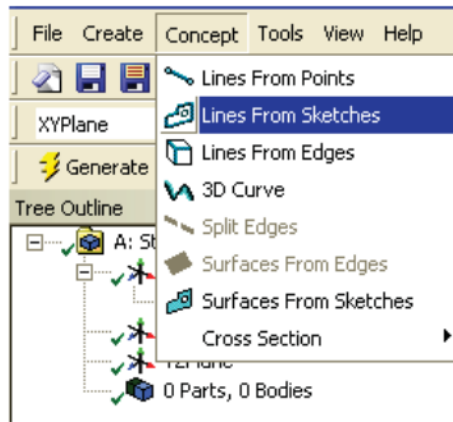 File Create Concept Tools View Help
Lines From Points
XYPlane
Lines From Sketches
Lines From Edges
Generate
3D Curve
Tree Outline
Split Edges
A: St
Surfaces From Edges
Surfaces From Sketches
Cross Section
0 Parts, 0 Bodies